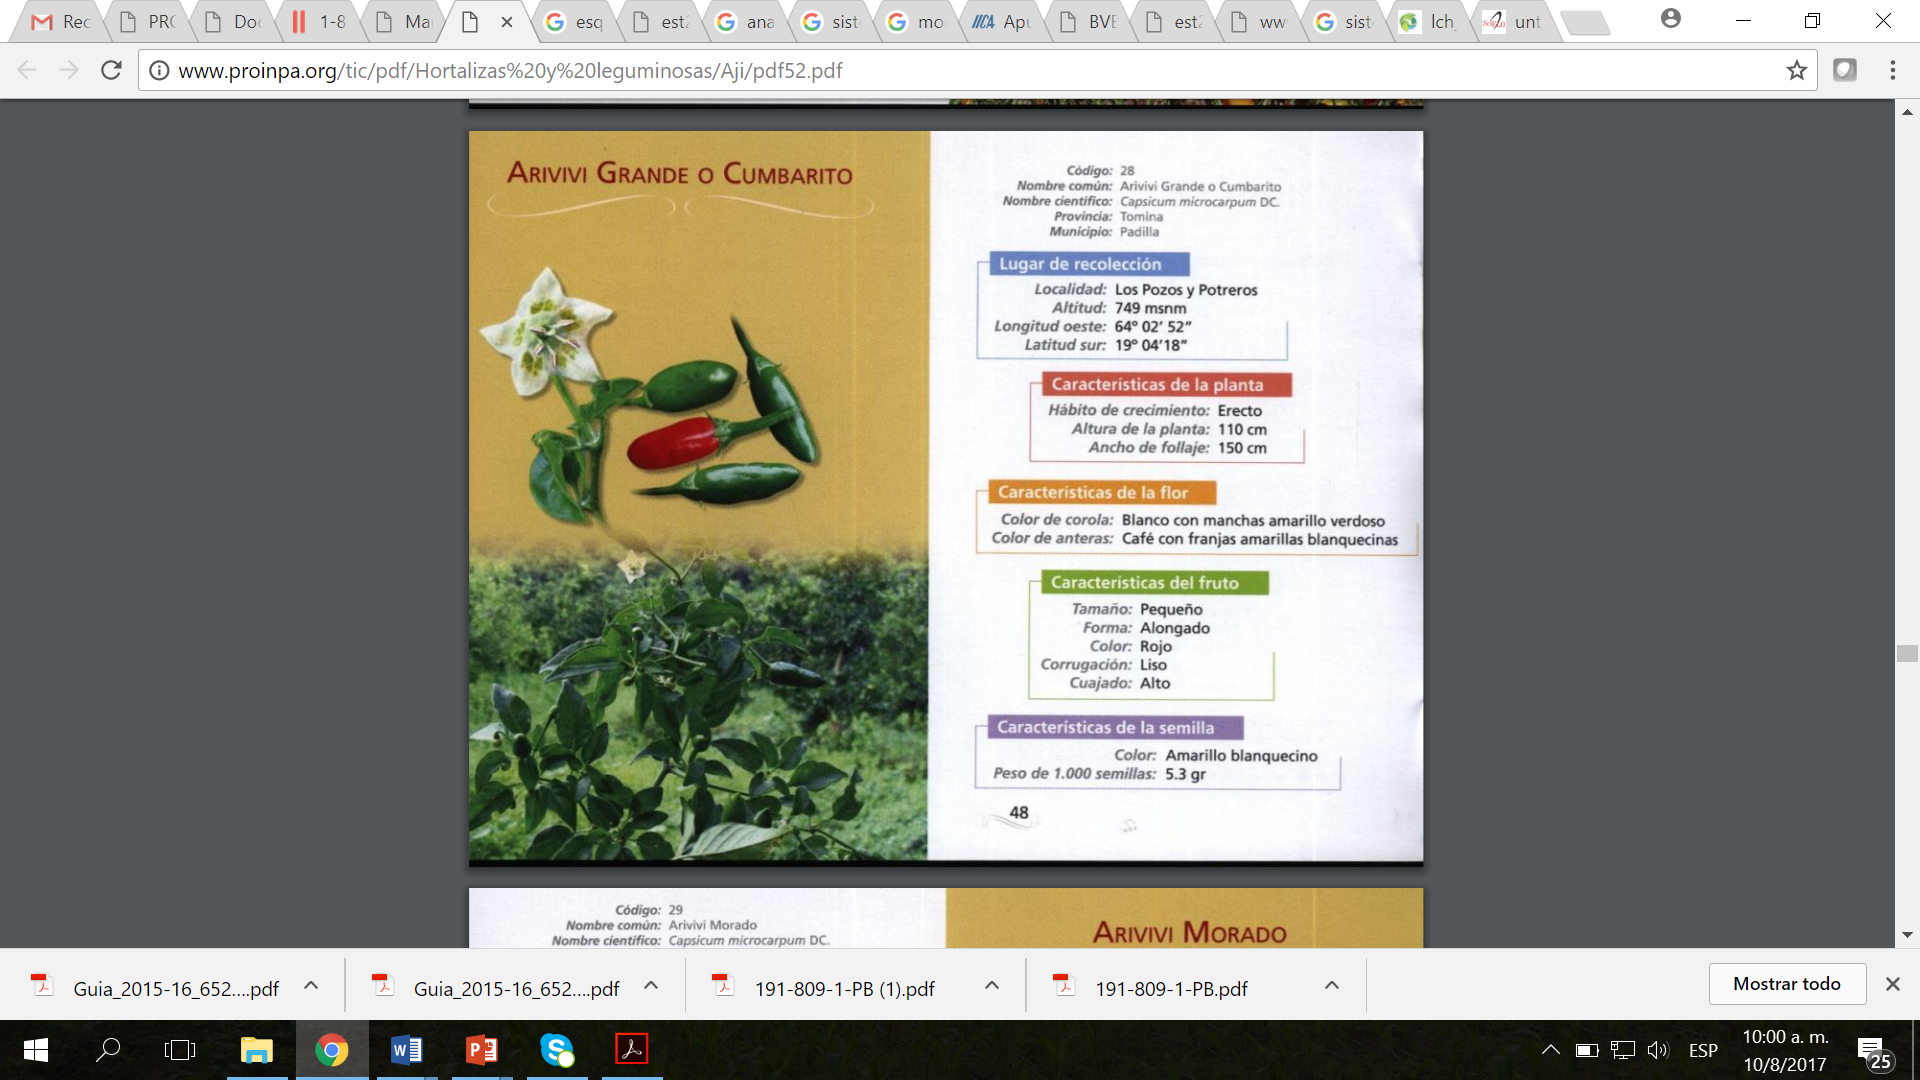 Rec
PRO
Doc
1-8
Ma
esq
est2
ana
sist
mo
Apu
BVE
est2
ww
sist
lch_
unt
www.proinpa.org/tic/pdf/Hortalizas%20y%20leguminosas/Aji/pdf52.pdf
ARIVIVI GRANDE O CUMBARITO
Código: 28
Nombre común: Arivivi Grande o Cumbarito
Nombre científico: Capsicum microcarpum DC.
Provincia: Tomina
Municipio: Padilla
Lugar de recolección
Localidad: Los Pozos y Potreros
Altitud: 749 msnm
Longitud oeste: 64º 02' 52"
Latitud sur: 19º 04'18"
Características de la planta
Hábito de crecimiento: Erecto
Altura de la planta: 110 cm
Ancho de follaje: 150 cm
Características de la flor
Color de corola: Blanco con manchas amarillo verdoso
Color de anteras: Café con franjas amarillas blanquecinas
Características del fruto
Tamaño: Pequeño
Forma: Alongado
Color: Rojo
Corrugación: Liso
Cuajado: Alto
Características de la semilla
Color: Amarillo blanquecino
Peso de 1.000 semillas: 5.3 gr
48
Código: 29
Nombre común: Arivivi Morado
Nombre científico: Capsicum microcarpum DC.
ARIVIVI MORADO
Guia_2015-16_652....pdf
Guia_2015-16_652....pdf
191-809-1-PB (1).pdf
191-809-1-PB.pdf
Mostrar todo
ESP
10:00 a. m.
10/8/2017
25